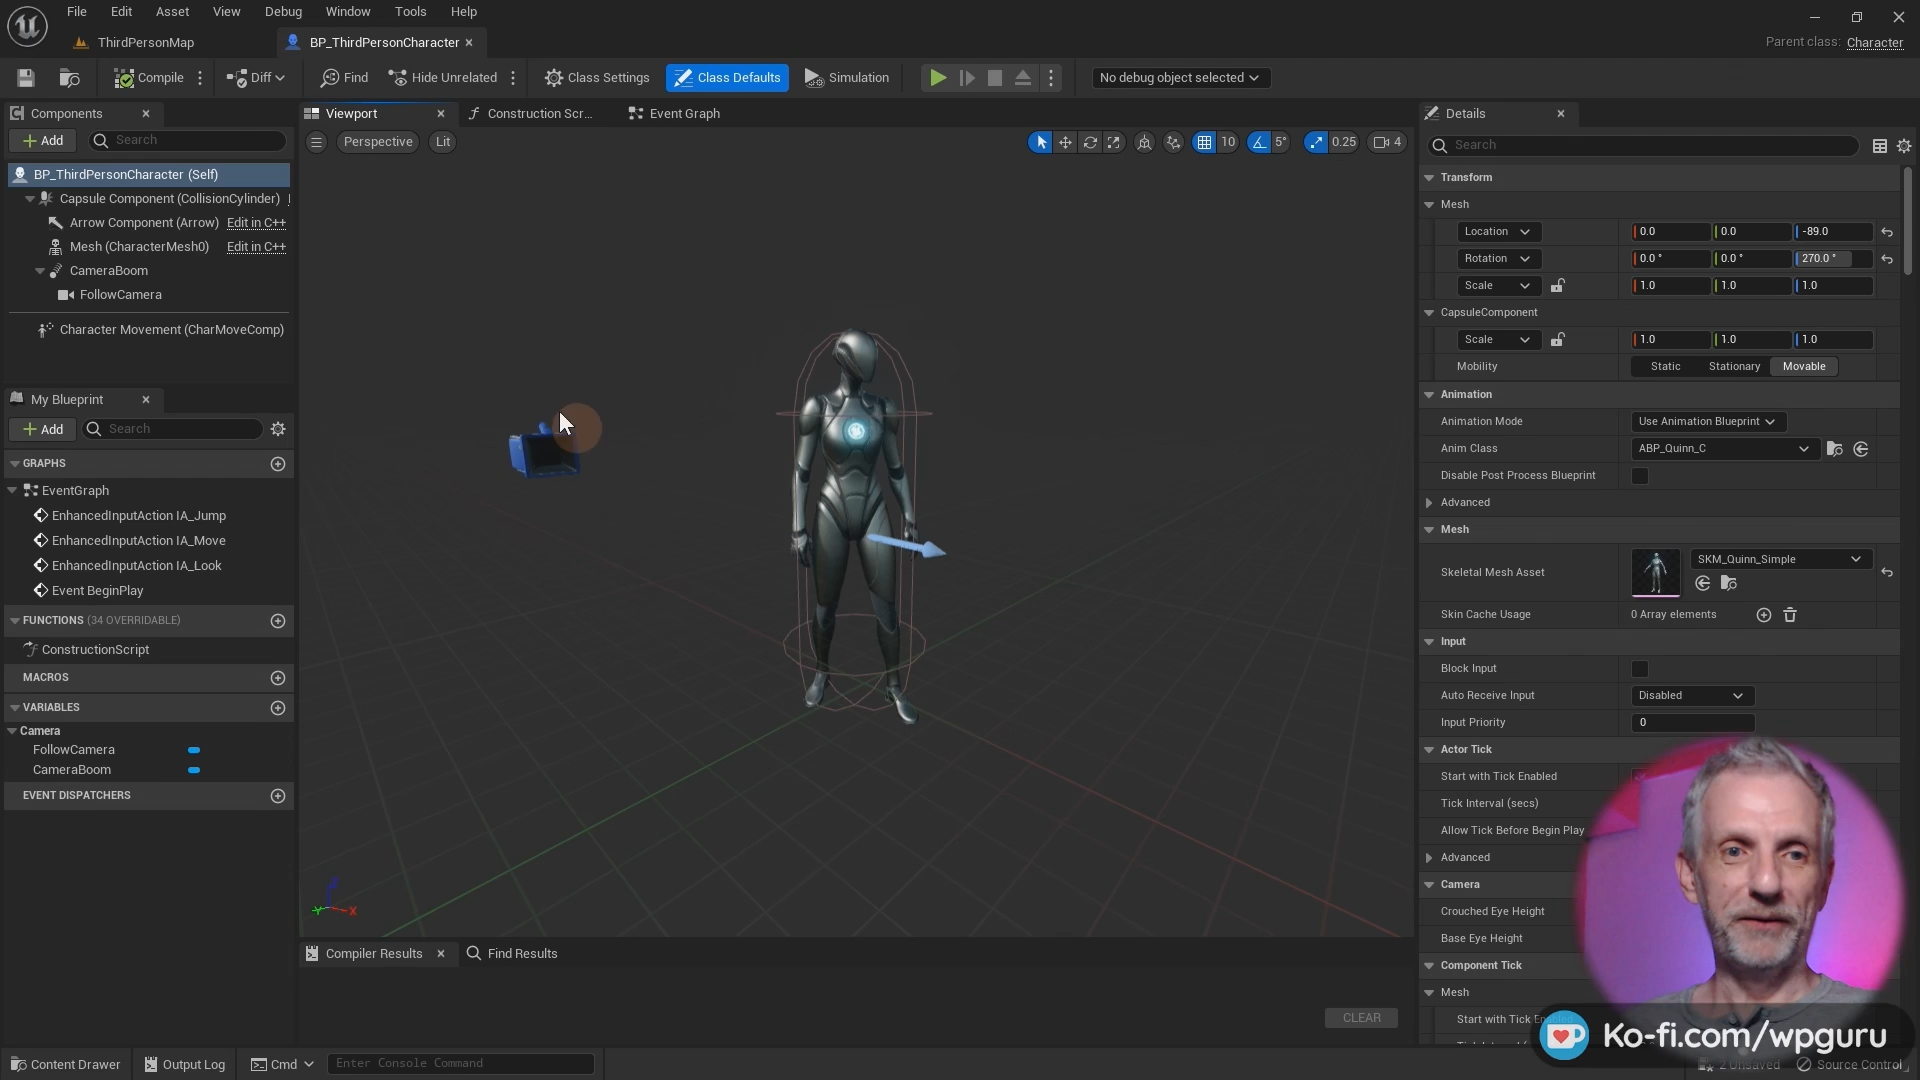 File Edit Asset View Debug Window Tools Help
ThirdPersonMap
BP_ThirdPersonCharacter
Parent class: Character
Compile
Diff
Find
Hide Unrelated
Class Settings
Class Defaults
Simulation
No debug object selected
Components
Add
Search
BP_ThirdPersonCharacter (Self)
Capsule Component (CollisionCylinder)
Arrow Component (Arrow) Edit in C++
Mesh (CharacterMesh0) Edit in C++
CameraBoom
FollowCamera
Character Movement (CharMoveComp)
My Blueprint
Add
Search
GRAPHS
EventGraph
EnhancedInputAction IA_Jump
EnhancedInputAction IA_Move
EnhancedInputAction IA_Look
Event BeginPlay
FUNCTIONS (34 OVERRIDABLE)
ConstructionScript
MACROS
VARIABLES
Camera
FollowCamera
CameraBoom
EVENT DISPATCHERS
Viewport
Construction Scr...
Event Graph
Perspective
Lit
10
5°
0.25
4
X
Compiler Results
Find Results
CLEAR
Details
Search
Transform
Mesh
Location 0.0 0.0 -89.0
Rotation 0.0 ° 0.0 ° 270.0 °
Scale 1.0 1.0 1.0
CapsuleComponent
Scale 1.0 1.0 1.0
Mobility Static Stationary Movable
Animation
Animation Mode Use Animation Blueprint
Anim Class ABP_Quinn_C
Disable Post Process Blueprint
Advanced
Mesh
Skeletal Mesh Asset SKM_Quinn_Simple
Skin Cache Usage 0 Array elements
Input
Block Input
Auto Receive Input Disabled
Input Priority 0
Actor Tick
Start with Tick Enabled
Tick Interval (secs)
Allow Tick Before Begin Play
Advanced
Camera
Crouched Eye Height
Base Eye Height
Component Tick
Mesh
Start with Tick
Ko-fi.com/wpguru
Content Drawer
Output Log
Cmd
Enter Console Command
2 Unsaved
Source Control